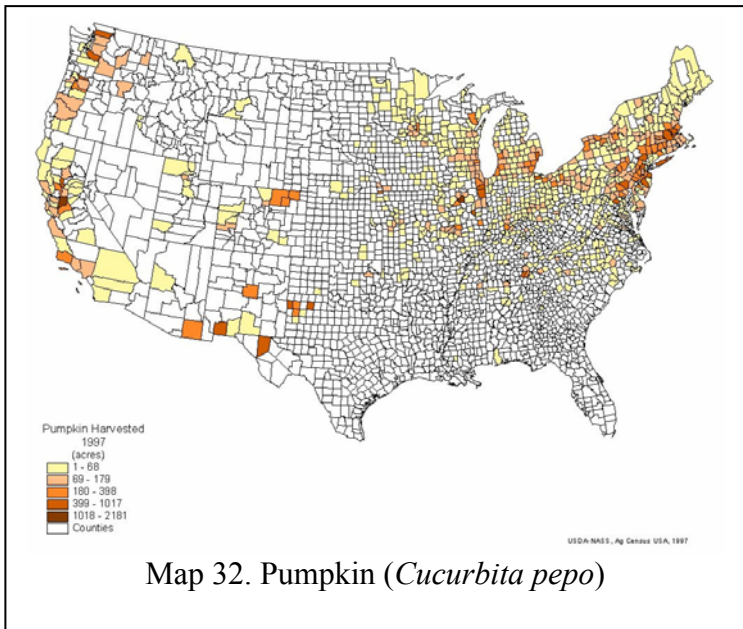 Pumpkin Harvested
1997
(acres)
1 - 68
69 - 179
180 - 398
399 - 1017
1018 - 2181
Counties
USDA-NASS, Ag Census USA, 1997
Map 32. Pumpkin (Cucurbita pepo)